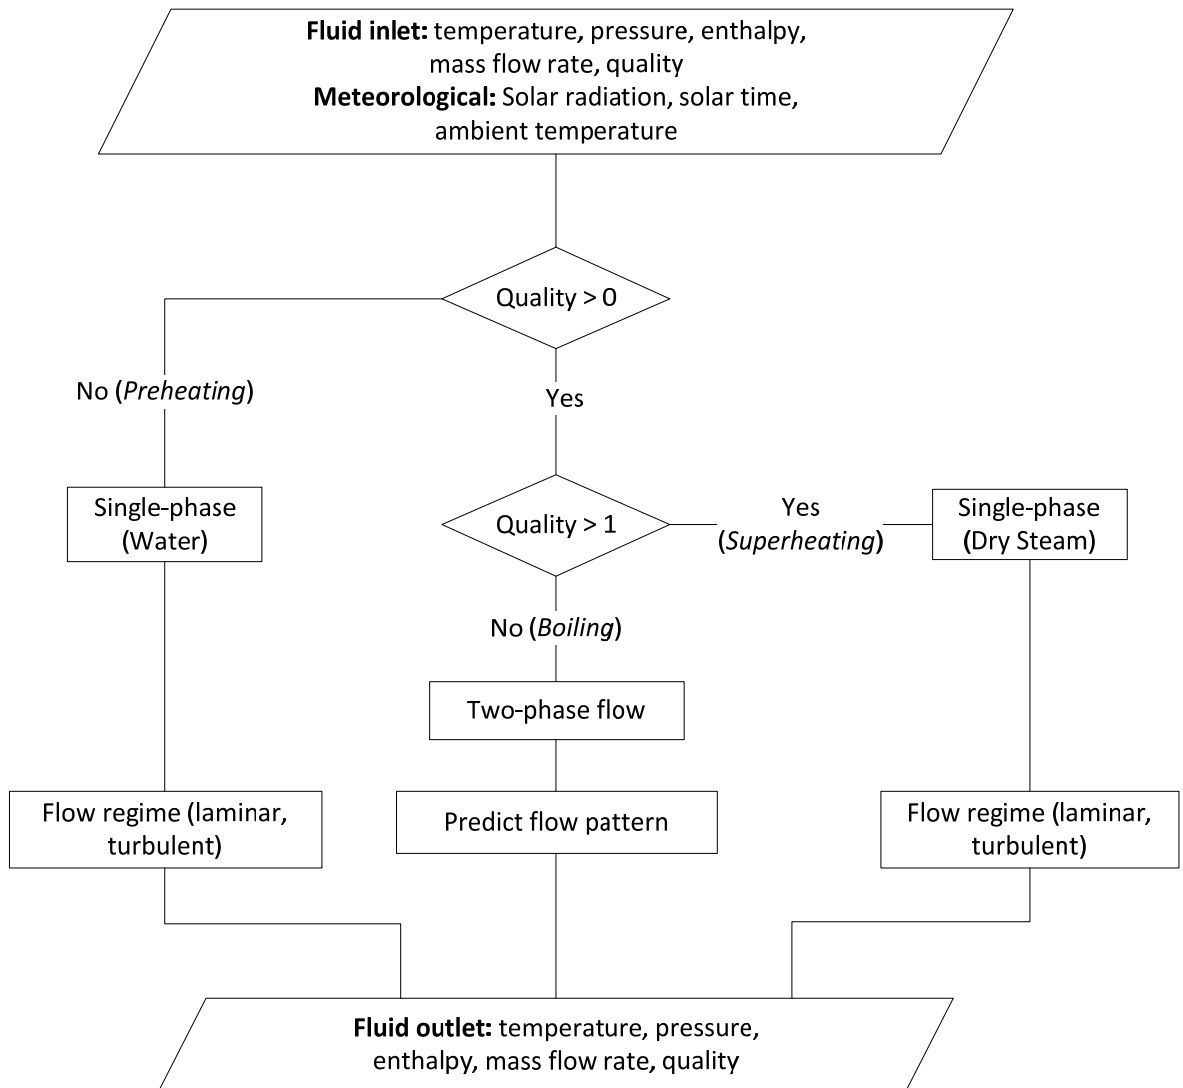 Fluid inlet: temperature, pressure, enthalpy,
mass flow rate, quality
Meteorological: Solar radiation, solar time,
ambient temperature
Quality > 0
No (Preheating)
Yes
Single-phase
(Water)
Quality > 1
Yes
(Superheating)
Single-phase
(Dry Steam)
No (Boiling)
Two-phase flow
Flow regime (laminar,
turbulent)
Predict flow pattern
Flow regime (laminar,
turbulent)
Fluid outlet: temperature, pressure,
enthalpy, mass flow rate, quality